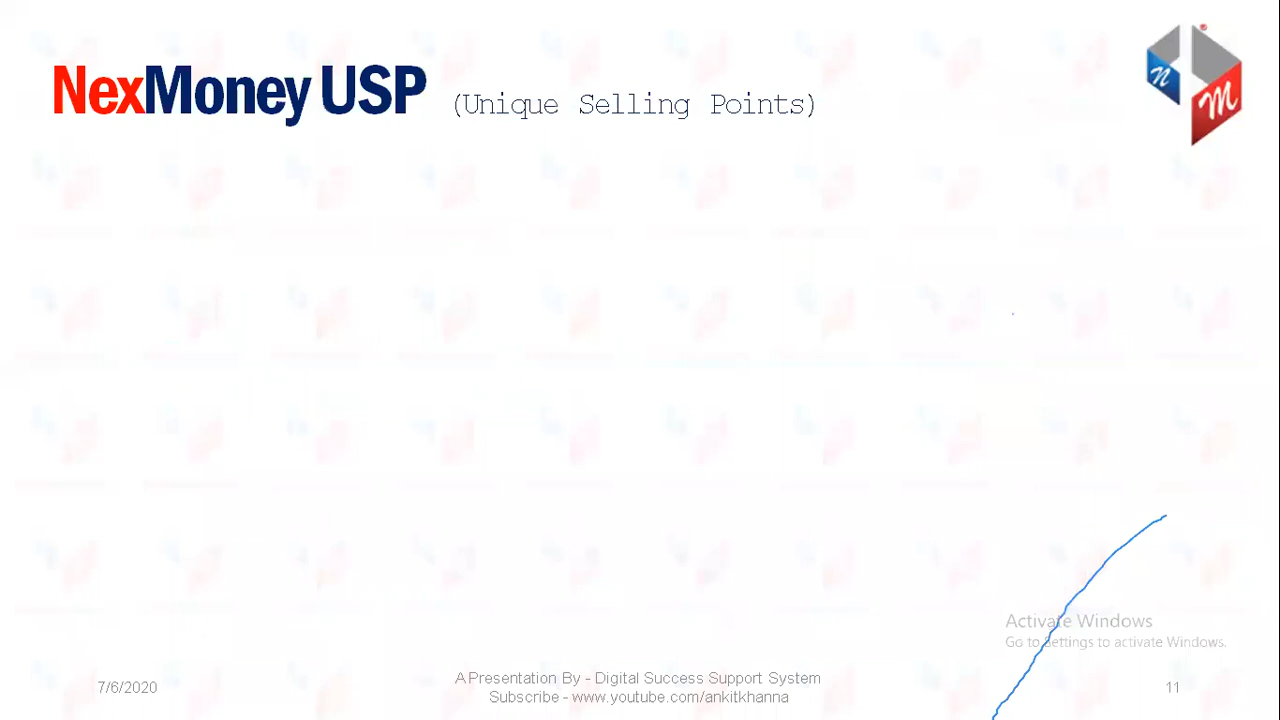 NexMoney USP (Unique Selling Points)
n
m
7/6/2020
A Presentation By - Digital Success Support System
Subscribe - www.youtube.com/ankitkhanna
Activate Windows
Go to Settings to activate Windows.
11